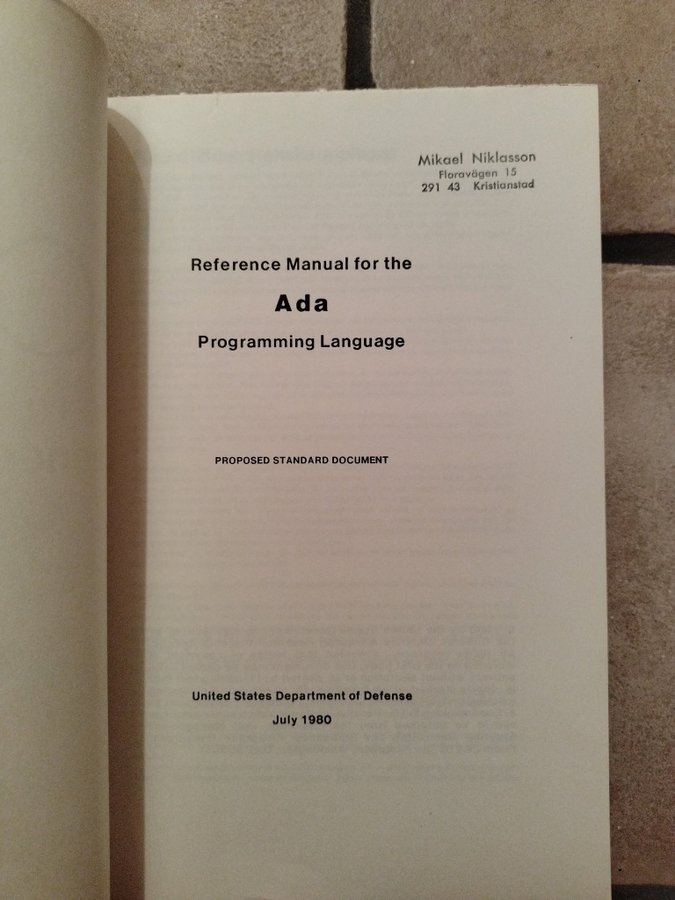 Mikael Niklasson
Floravägen 15
291 43 Kristianstad
Reference Manual for the
Ada
Programming Language
PROPOSED STANDARD DOCUMENT
United States Department of Defense
July 1980